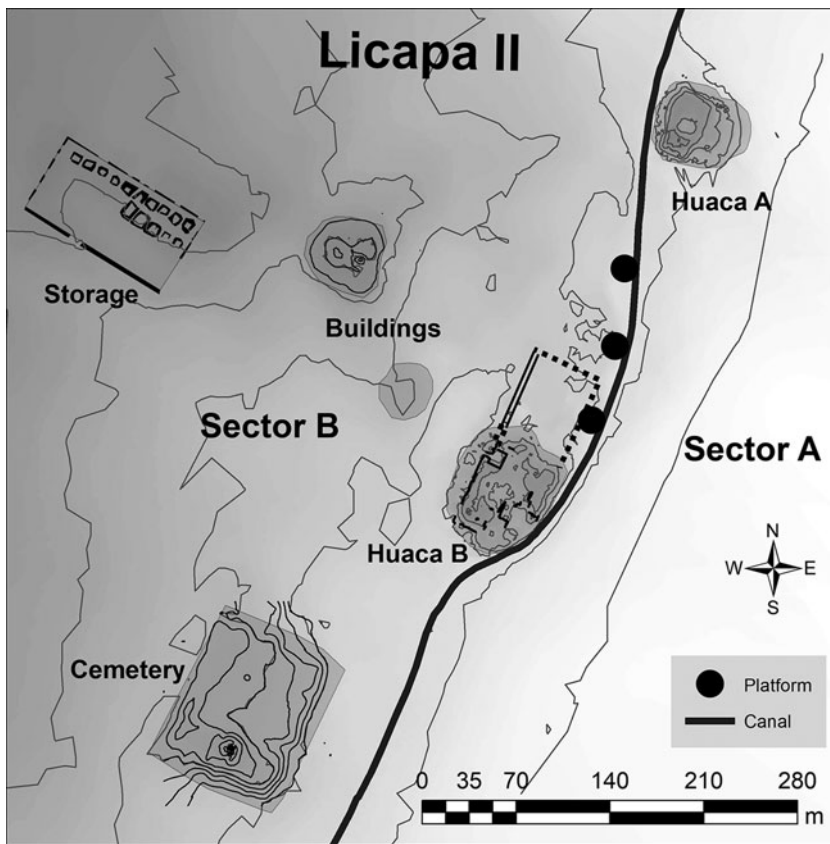 Licapa II
Huaca A
Storage
Buildings
Sector B
Sector A
Huaca B
N
W E
S
Cemetery
Platform
Canal
0 35 70 140 210 280
m